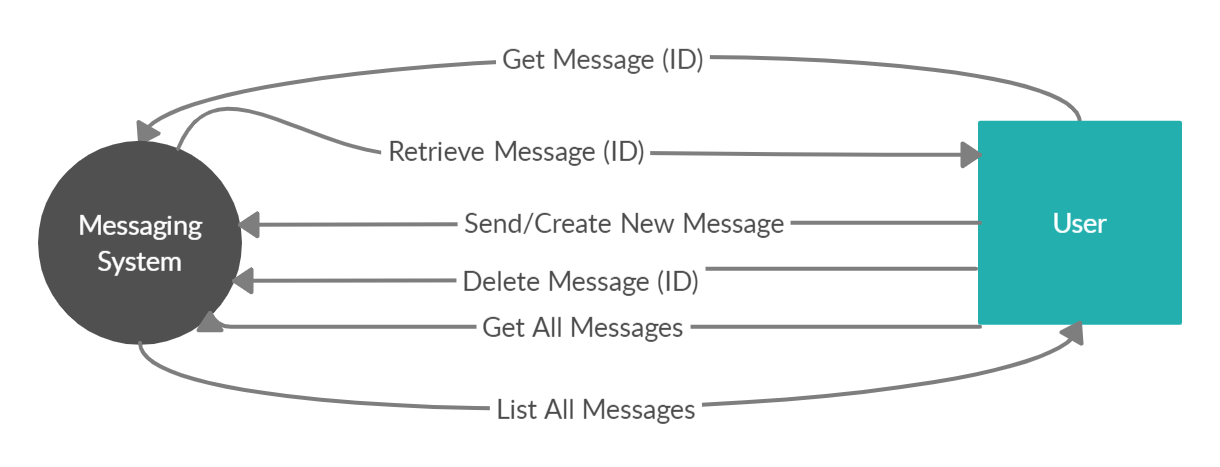 Get Message (ID)
Retrieve Message (ID)
Send/Create New Message
Messaging
System
User
Delete Message (ID)
Get All Messages
List All Messages